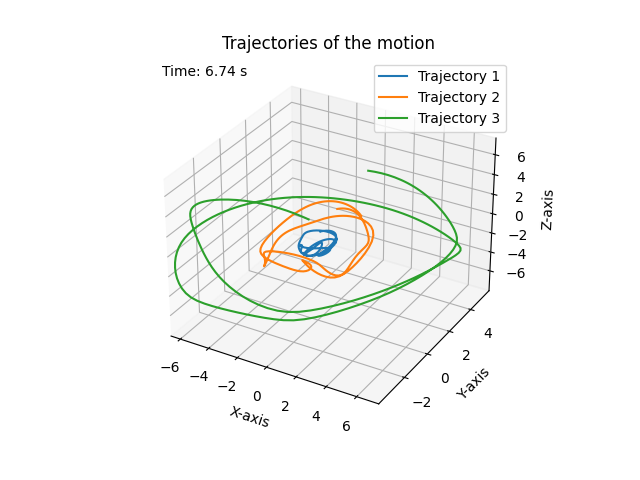 Trajectories of the motion
Time: 6.74 s
Trajectory 1
Trajectory 2
Trajectory 3
6
4
2
0
−2
−4
−6
Z-axis
4
2
0
−2
Y-axis
−6
−4
−2
0
2
4
6
X-axis